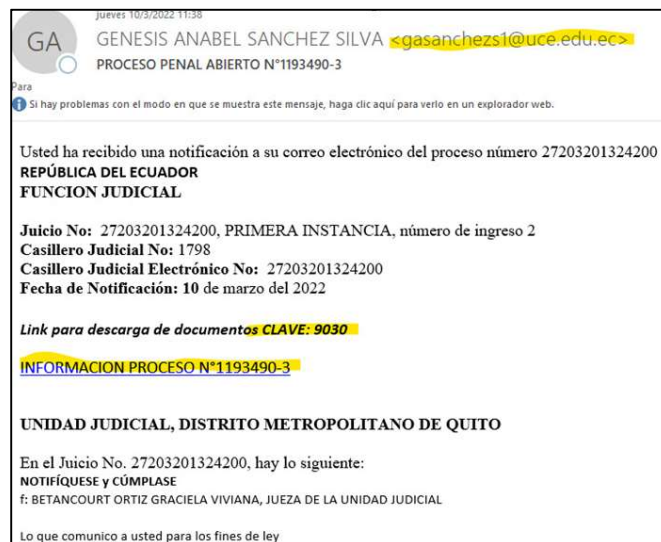 jueves 10/3/2022 11:38
GA
GENESIS ANABEL SANCHEZ SILVA <gasanchezs1@uce.edu.ec>
PROCESO PENAL ABIERTO N°1193490-3
Para
Si hay problemas con el modo en que se muestra este mensaje, haga clic aquí para verlo en un explorador web.
Usted ha recibido una notificación a su correo electrónico del proceso número 27203201324200
REPÚBLICA DEL ECUADOR
FUNCION JUDICIAL
Juicio No: 27203201324200, PRIMERA INSTANCIA, número de ingreso 2
Casillero Judicial No: 1798
Casillero Judicial Electrónico No: 27203201324200
Fecha de Notificación: 10 de marzo del 2022
Link para descarga de documentos CLAVE: 9030
INFORMACION PROCESO N°1193490-3
UNIDAD JUDICIAL, DISTRITO METROPOLITANO DE QUITO
En el Juicio No. 27203201324200, hay lo siguiente:
NOTIFÍQUESE y CÚMPLASE
f: BETANCOURT ORTIZ GRACIELA VIVIANA, JUEZA DE LA UNIDAD JUDICIAL
Lo que comunico a usted para los fines de ley